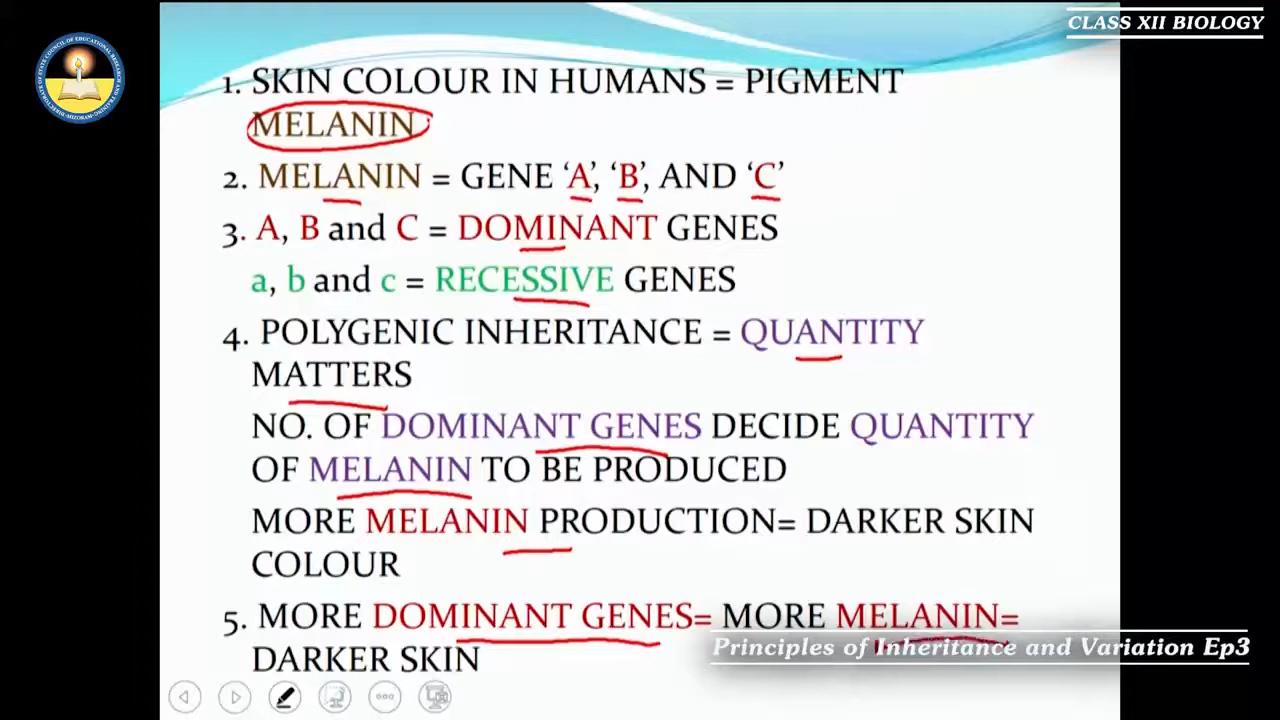 CLASS XII BIOLOGY
1. SKIN COLOUR IN HUMANS = PIGMENT
MELANIN
2. MELANIN = GENE ‘A’, ‘B’, AND ‘C’
3. A, B and C = DOMINANT GENES
a, b and c = RECESSIVE GENES
4. POLYGENIC INHERITANCE = QUANTITY
MATTERS
NO. OF DOMINANT GENES DECIDE QUANTITY
OF MELANIN TO BE PRODUCED
MORE MELANIN PRODUCTION= DARKER SKIN
COLOUR
5. MORE DOMINANT GENES= MORE MELANIN=
DARKER SKIN
Principles of Inheritance and Variation Ep3